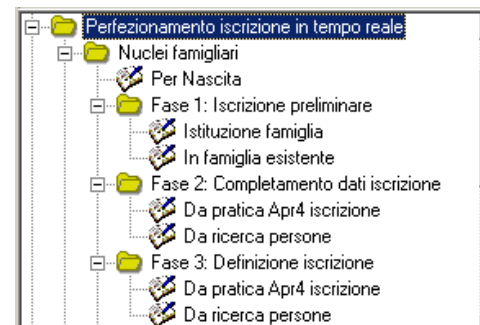 Perfezionamento iscrizione in tempo reale
Nuclei famigliari
Per Nascita
Fase 1: Iscrizione preliminare
Istituzione famiglia
In famiglia esistente
Fase 2: Completamento dati iscrizione
Da pratica Apr4 iscrizione
Da ricerca persone
Fase 3: Definizione iscrizione
Da pratica Apr4 iscrizione
Da ricerca persone